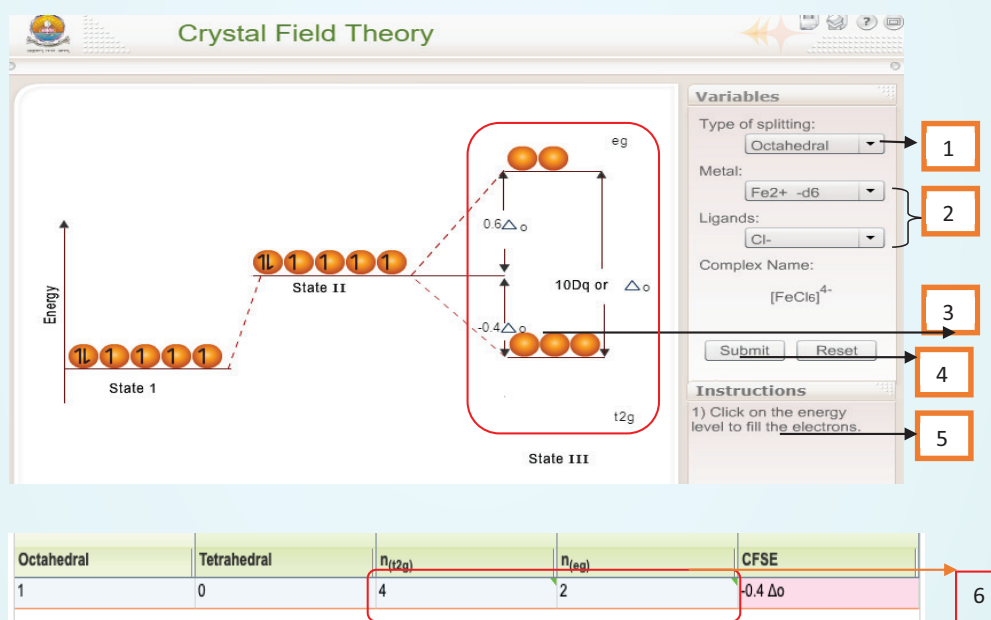 Crystal Field Theory
Variables
Type of splitting:
Octahedral
1
Metal:
Fe2+ -d6
2
Ligands:
Cl-
Complex Name:
[FeCl6]4-
3
Submit
Reset
4
Instructions
1) Click on the energy
level to fill the electrons.
5
Energy
State 1
State II
eg
0.6△o
10Dq or △o
-0.4△o
t2g
State III
Octahedral
Tetrahedral
n(t2g)
n(eg)
CFSE
1
0
4
2
-0.4 Δo
6